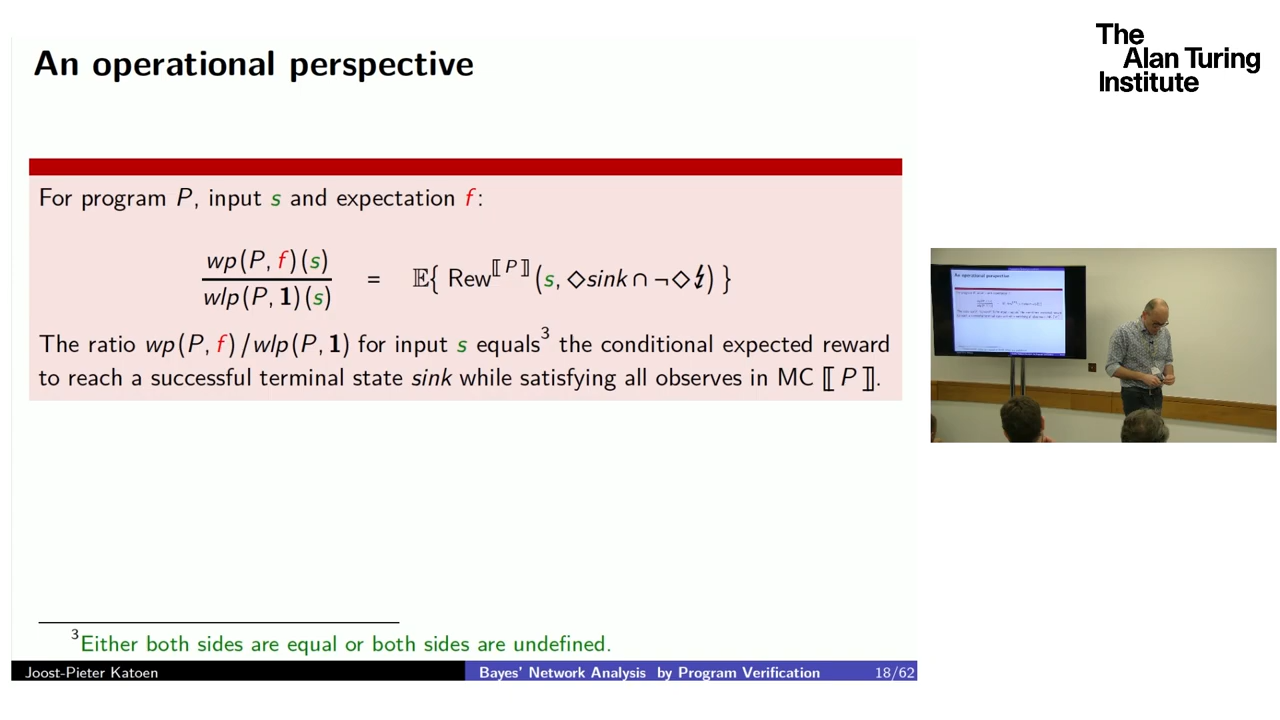 An operational perspective
The
Alan Turing
Institute
For program P, input s and expectation f:
wp(P, f)(s) / wlp(P, 1)(s) = 𝔼{ Rew^⟦P⟧ (s, ◇sink ∩ ¬◇↯) }
The ratio wp(P, f)/wlp(P, 1) for input s equals³ the conditional expected reward
to reach a successful terminal state sink while satisfying all observes in MC ⟦P⟧.
³Either both sides are equal or both sides are undefined.
Joost-Pieter Katoen Bayes' Network Analysis by Program Verification 18/62
An operational perspective